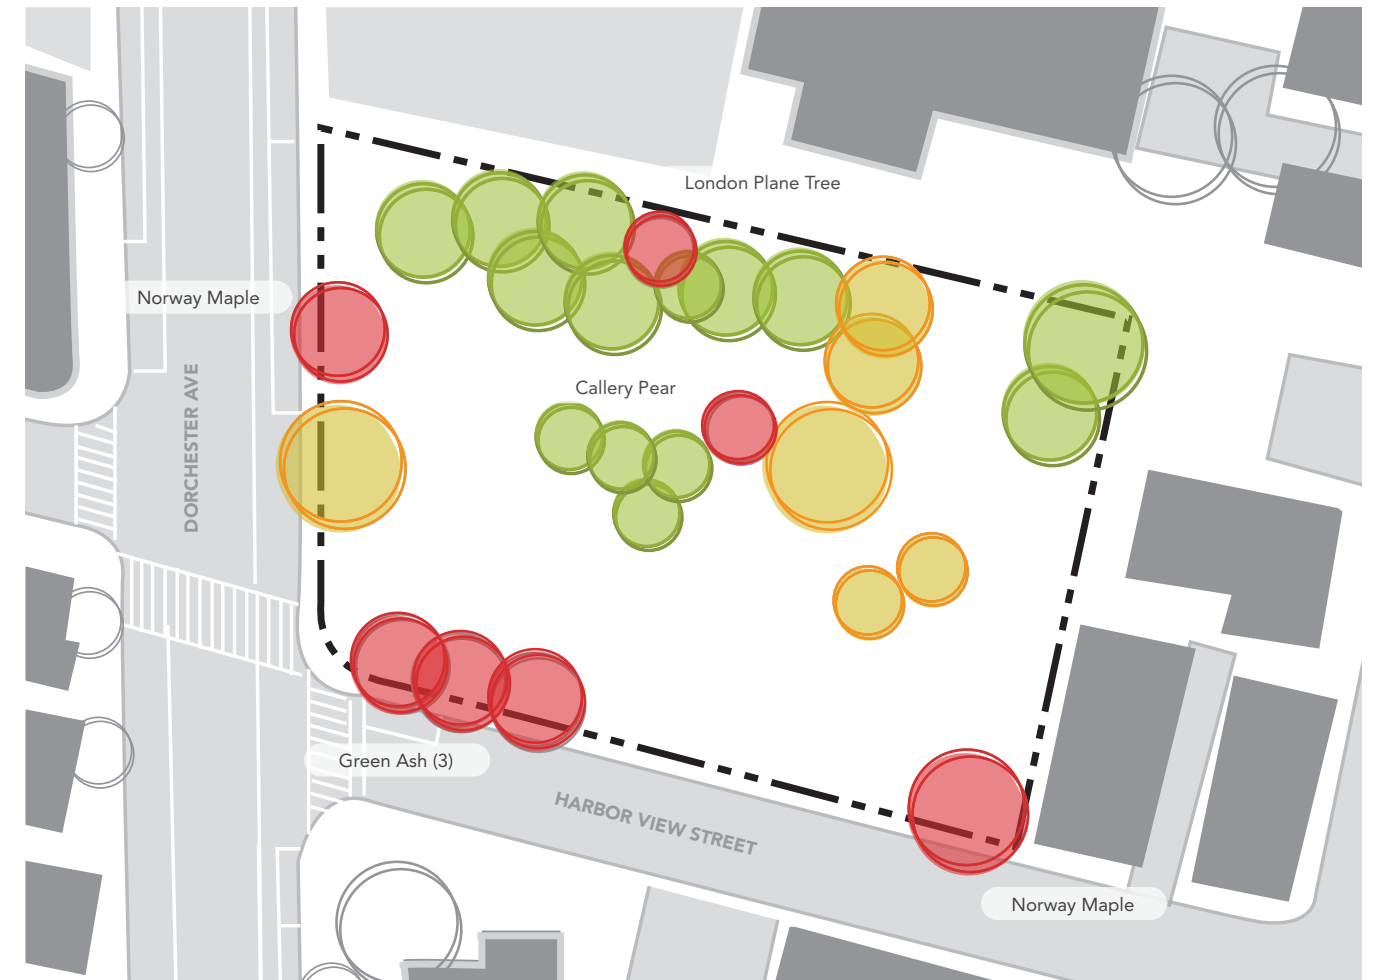 London Plane Tree
Norway Maple
Callery Pear
DORCHESTER AVE
Green Ash (3)
HARBOR VIEW STREET
Norway Maple